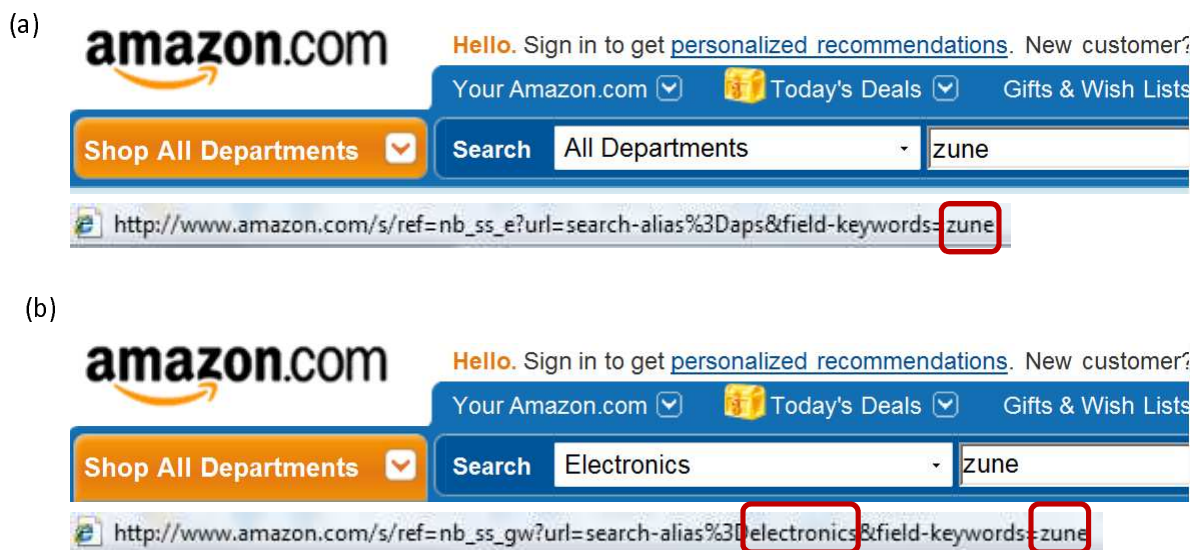 (a)
amazon.com
Hello. Sign in to get personalized recommendations. New customer?
Your Amazon.com Today's Deals Gifts & Wish Lists
Shop All Departments Search All Departments zune
http://www.amazon.com/s/ref=nb_ss_e?url=search-alias%3Daps&field-keywords=zune
(b)
amazon.com
Hello. Sign in to get personalized recommendations. New customer?
Your Amazon.com Today's Deals Gifts & Wish Lists
Shop All Departments Search Electronics zune
http://www.amazon.com/s/ref=nb_ss_gw?url=search-alias%3Delectronics&field-keywords=zune